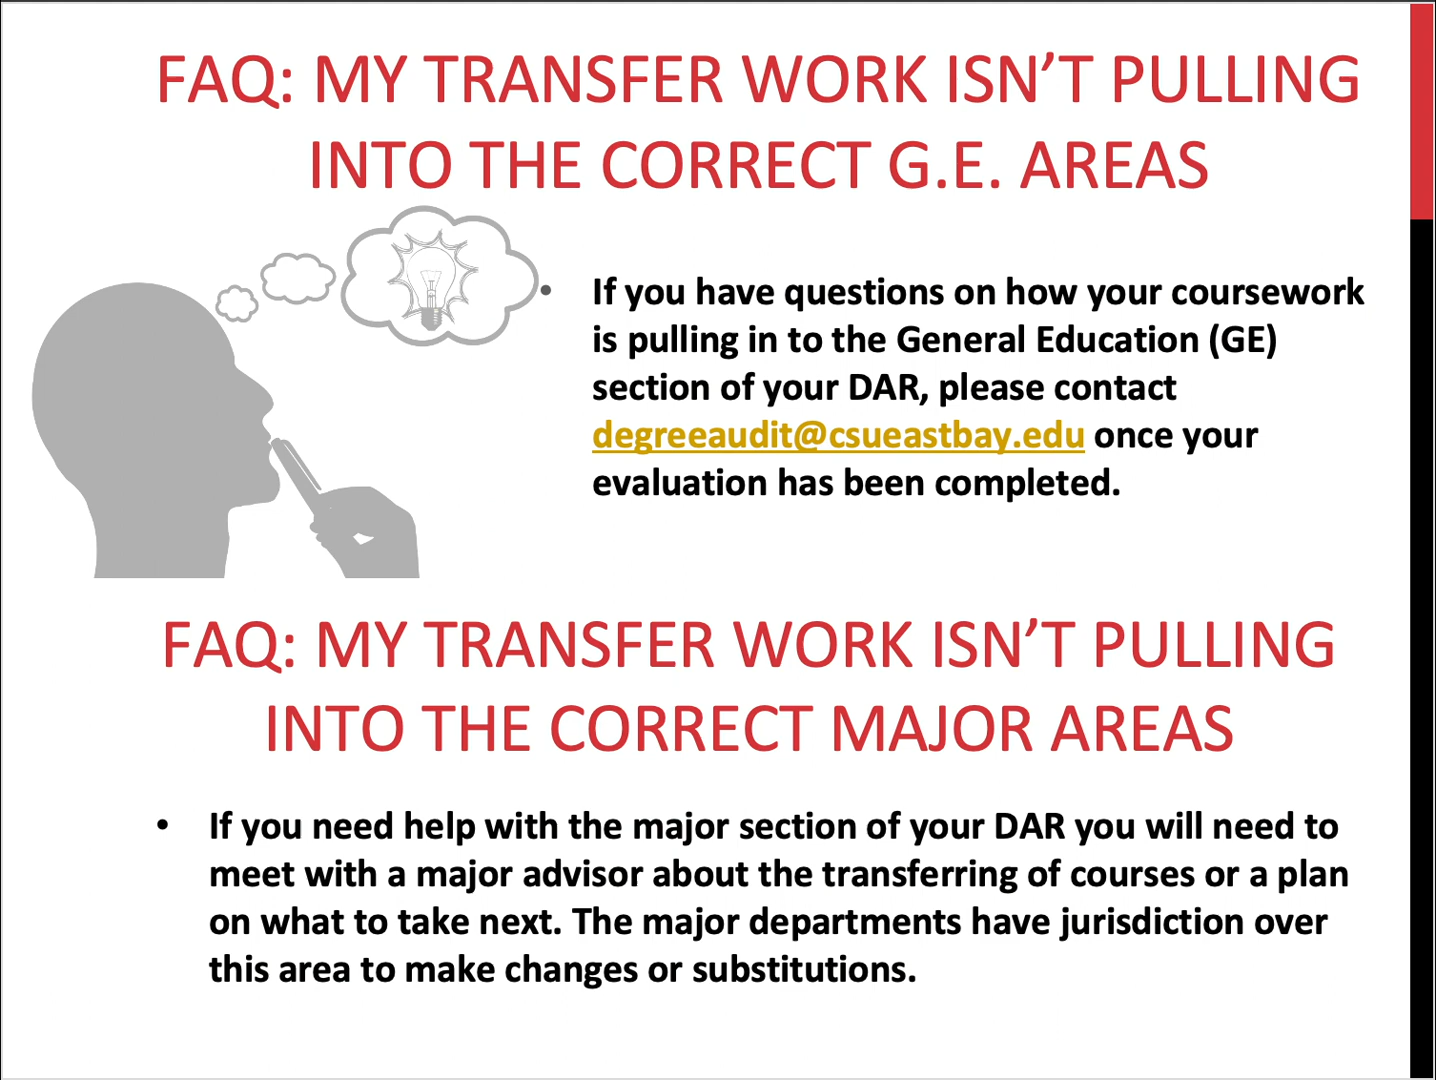 FAQ: MY TRANSFER WORK ISN’T PULLING
INTO THE CORRECT G.E. AREAS
• If you have questions on how your coursework
is pulling in to the General Education (GE)
section of your DAR, please contact
degreeaudit@csueastbay.edu once your
evaluation has been completed.
FAQ: MY TRANSFER WORK ISN’T PULLING
INTO THE CORRECT MAJOR AREAS
• If you need help with the major section of your DAR you will need to
meet with a major advisor about the transferring of courses or a plan
on what to take next. The major departments have jurisdiction over
this area to make changes or substitutions.